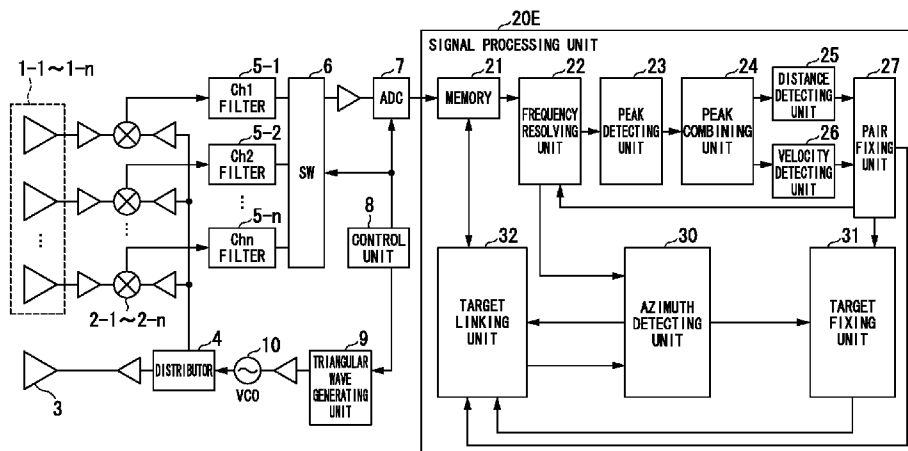 20E
SIGNAL PROCESSING UNIT
1-1~1-n
5-1
Ch1
FILTER
6
SW
7
ADC
21
MEMORY
22
FREQUENCY
RESOLVING
UNIT
23
PEAK
DETECTING
UNIT
24
PEAK
COMBINING
UNIT
25
DISTANCE
DETECTING
UNIT
27
PAIR
FIXING
UNIT
26
VELOCITY
DETECTING
UNIT
5-2
Ch2
FILTER
5-n
Chn
FILTER
8
CONTROL
UNIT
2-1~2-n
32
TARGET
LINKING
UNIT
30
AZIMUTH
DETECTING
UNIT
31
TARGET
FIXING
UNIT
3
4
DISTRIBUTOR
10
VCO
9
TRIANGULAR
WAVE
GENERATING
UNIT